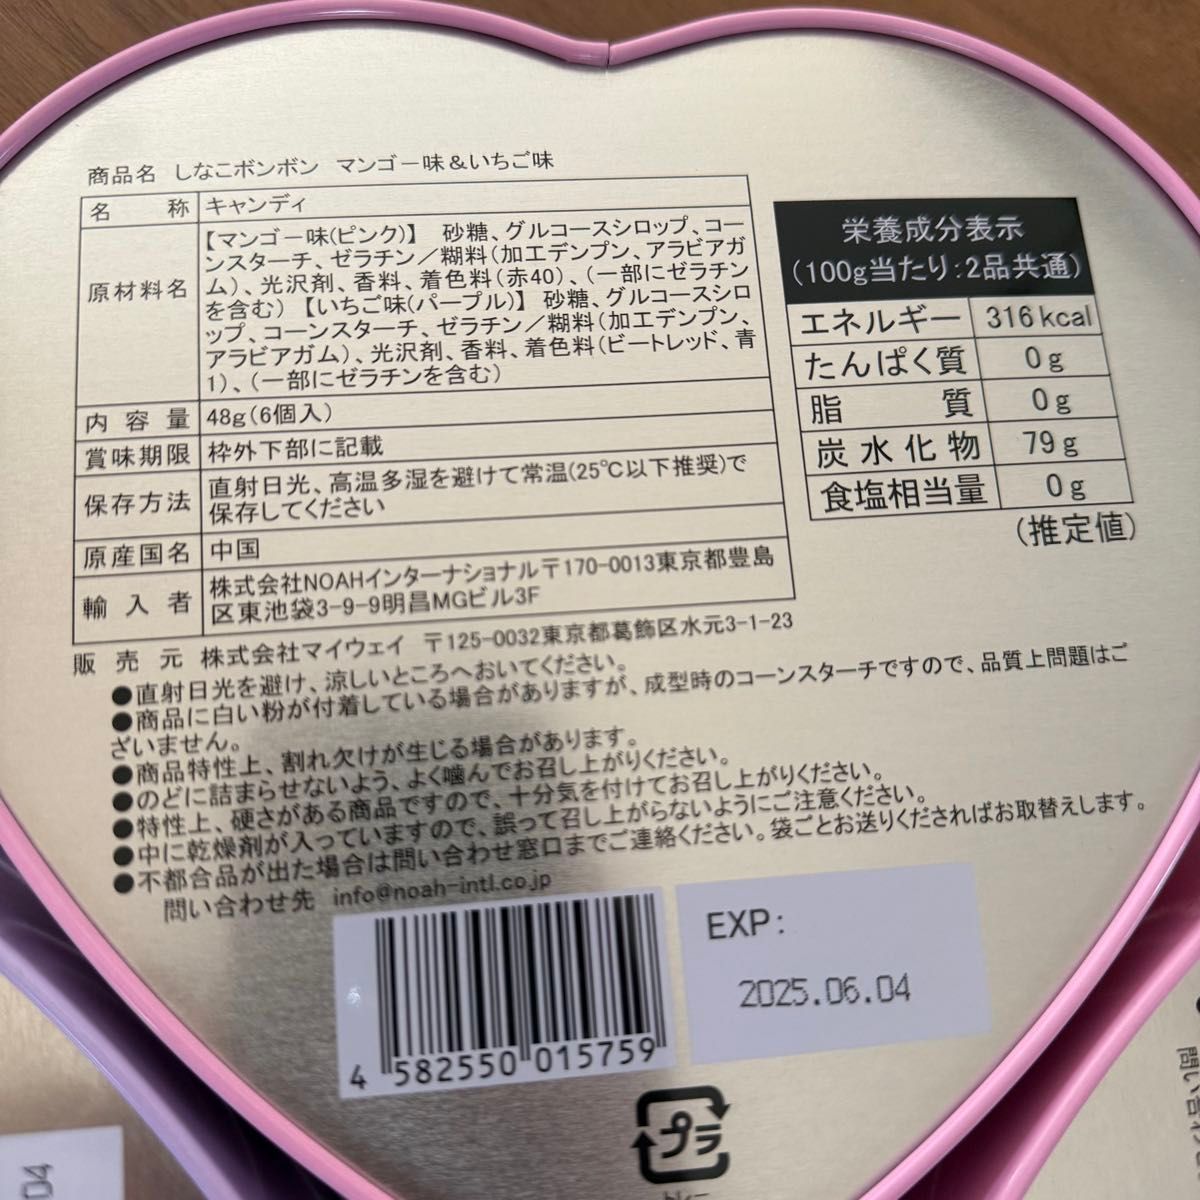 商品名 しなこボンボン マンゴー味&いちご味
名称 キャンディ
原材料名 【マンゴー味(ピンク)】 砂糖、グルコースシロップ、コー
ンスターチ、ゼラチン/糊料(加工デンプン、アラビアガ
ム)、光沢剤、香料、着色料(赤40)、(一部にゼラチン
を含む)【いちご味(パープル)】 砂糖、グルコースシロ
ップ、コーンスターチ、ゼラチン/糊料(加工デンプン、
アラビアガム)、光沢剤、香料、着色料(ビートレッド、青
1)、(一部にゼラチンを含む)
内容量 48g(6個入)
賞味期限 枠外下部に記載
保存方法 直射日光、高温多湿を避けて常温(25℃以下推奨)で
保存してください
原産国名 中国
輸入者 株式会社NOAHインターナショナル〒170-0013東京都豊島
区東池袋3-9-9明昌MGビル3F
販売元 株式会社マイウェイ 〒125-0032東京都葛飾区水元3-1-23
栄養成分表示
(100g当たり:2品共通)
エネルギー 316kcal
たんぱく質 0g
脂質 0g
炭水化物 79g
食塩相当量 0g
(推定値)
●直射日光を避け、涼しいところへおいてください。
●商品に白い粉が付着している場合がありますが、成型時のコーンスターチですので、品質上問題はご
ざいません。
●商品特性上、割れ欠けが生じる場合があります。
●のどに詰まらせないよう、よく噛んでお召し上がりください。
●特性上、硬さがある商品ですので、十分気を付けてお召し上がりください。
●中に乾燥剤が入っていますので、誤って召し上がらないようにご注意ください。
●不都合品が出た場合は問い合わせ窓口までご連絡ください。袋ごとお送りくださればお取替えします。
問い合わせ先 info@noah-intl.co.jp
EXP:
2025.06.04
4 582550 015759
プラ
トレー
04
問い合わせ